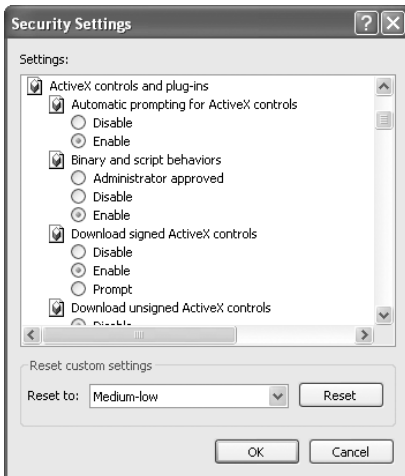 Security Settings
Settings:
ActiveX controls and plug-ins
Automatic prompting for ActiveX controls
Disable
Enable
Binary and script behaviors
Administrator approved
Disable
Enable
Download signed ActiveX controls
Disable
Enable
Prompt
Download unsigned ActiveX controls
Disable
Reset custom settings
Reset to: Medium-low Reset
OK Cancel